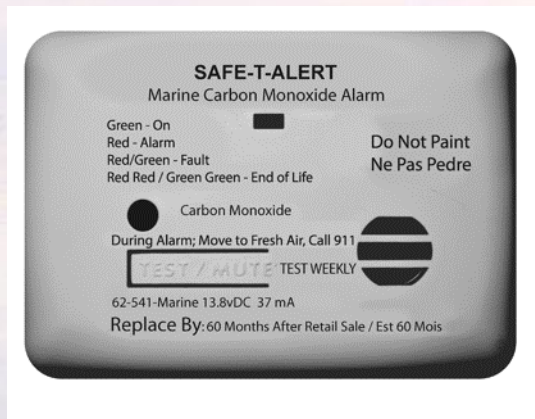 SAFE-T-ALERT
Marine Carbon Monoxide Alarm
Green - On
Red - Alarm
Red/Green - Fault
Red Red / Green Green - End of Life
Do Not Paint
Ne Pas Pedre
Carbon Monoxide
During Alarm; Move to Fresh Air, Call 911
TEST / MUTE TEST WEEKLY
62-541-Marine 13.8vDC 37 mA
Replace By: 60 Months After Retail Sale / Est 60 Mois